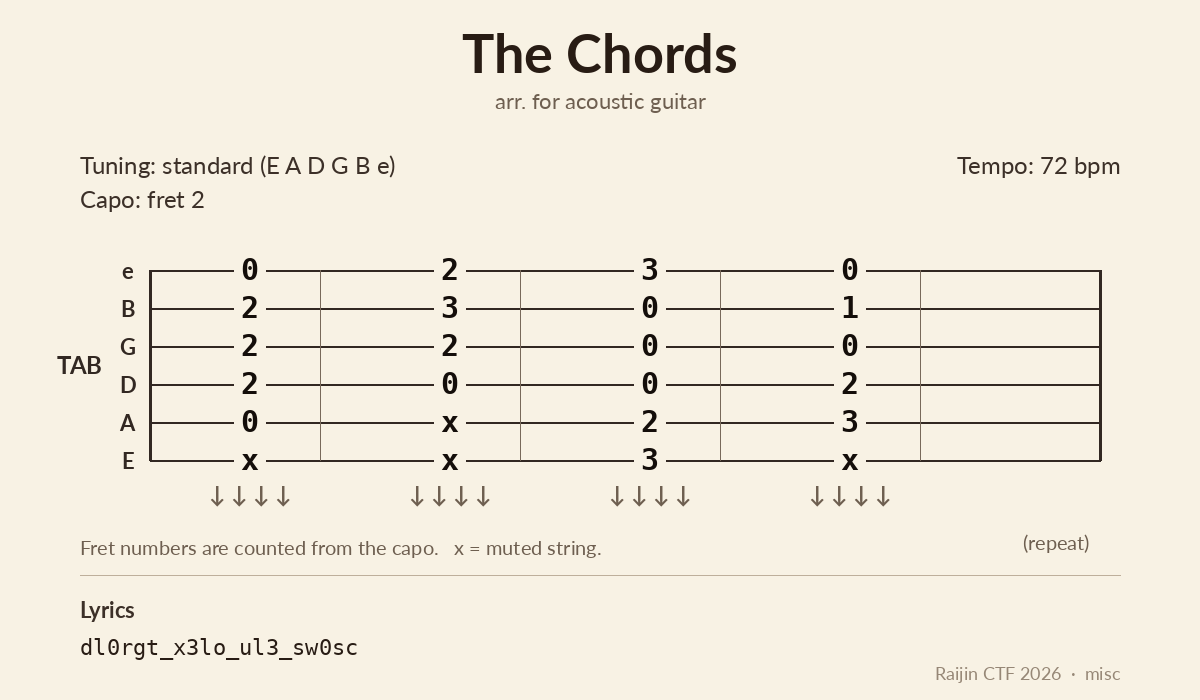 The Chords
arr. for acoustic guitar
Tuning: standard (E A D G B e)
Tempo: 72 bpm
Capo: fret 2
e 0 2 3 0
B 2 3 0 1
G 2 2 0 0
TAB
D 2 0 0 2
A 0 x 2 3
E x x 3 x
↓↓↓↓ ↓↓↓↓ ↓↓↓↓ ↓↓↓↓
Fret numbers are counted from the capo. x = muted string.
(repeat)
Lyrics
dl0rgt_x3lo_ul3_sw0sc
Raijin CTF 2026 · misc